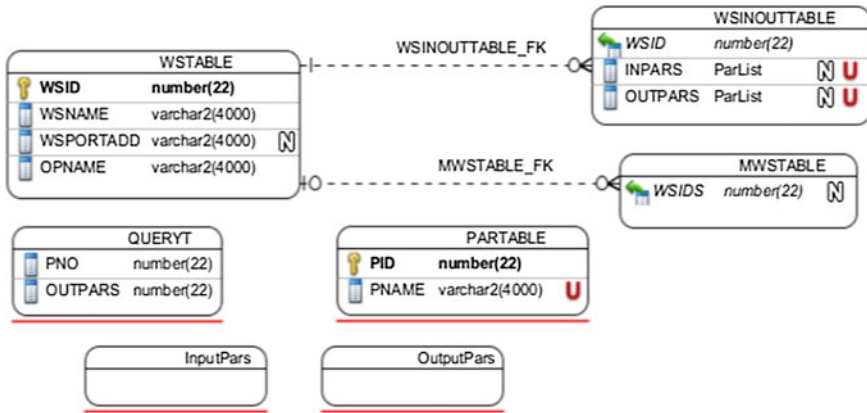 WSTABLE
WSID number(22)
WSNAME varchar2(4000)
WSPORTADD varchar2(4000) N
OPNAME varchar2(4000)
WSINOUTTABLE_FK
WSINOUTTABLE
WSID number(22)
INPARS ParList N U
OUTPARS ParList N U
MWSTABLE_FK
MWSTABLE
WSIDS number(22) N
QUERYT
PNO number(22)
OUTPARS number(22)
PARTABLE
PID number(22)
PNAME varchar2(4000) U
InputPars
OutputPars